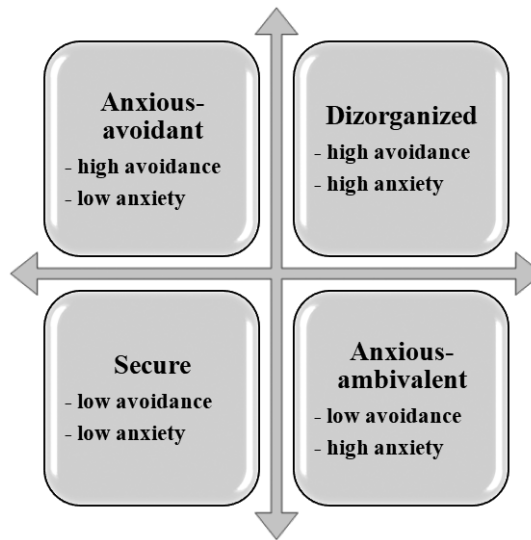 Anxious-
avoidant
- high avoidance
- low anxiety
Dizorganized
- high avoidance
- high anxiety
Secure
- low avoidance
- low anxiety
Anxious-
ambivalent
- low avoidance
- high anxiety